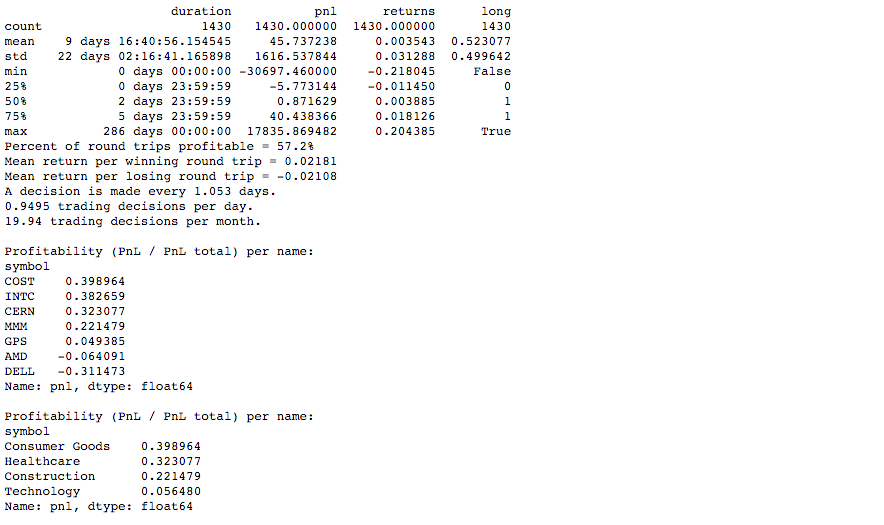 duration pnl returns long
count 1430 1430.000000 1430.000000 1430
mean 9 days 16:40:56.154545 45.737238 0.003543 0.523077
std 22 days 02:16:41.165898 1616.537844 0.031288 0.499642
min 0 days 00:00:00 -30697.460000 -0.218045 False
25% 0 days 23:59:59 -5.773144 -0.011450 0
50% 2 days 23:59:59 0.871629 0.003885 1
75% 5 days 23:59:59 40.438366 0.018126 1
max 286 days 00:00:00 17835.869482 0.204385 True
Percent of round trips profitable = 57.2%
Mean return per winning round trip = 0.02181
Mean return per losing round trip = -0.02108
A decision is made every 1.053 days.
0.9495 trading decisions per day.
19.94 trading decisions per month.

Profitability (PnL / PnL total) per name:
symbol
COST 0.398964
INTC 0.382659
CERN 0.323077
MMM 0.221479
GPS 0.049385
AMD -0.064091
DELL -0.311473
Name: pnl, dtype: float64

Profitability (PnL / PnL total) per name:
symbol
Consumer Goods 0.398964
Healthcare 0.323077
Construction 0.221479
Technology 0.056480
Name: pnl, dtype: float64